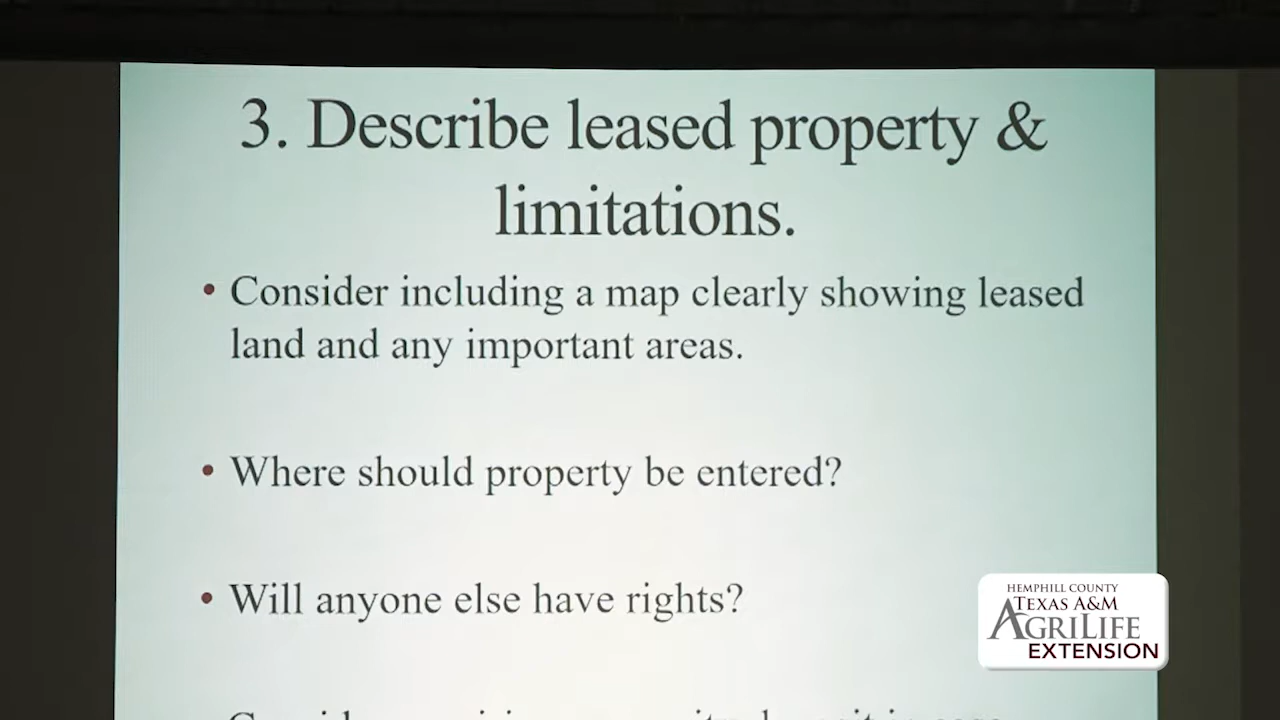 3. Describe leased property &
limitations.
• Consider including a map clearly showing leased
land and any important areas.
• Where should property be entered?
• Will anyone else have rights?
HEMPHILL COUNTY
TEXAS A&M
AGRILIFE
EXTENSION